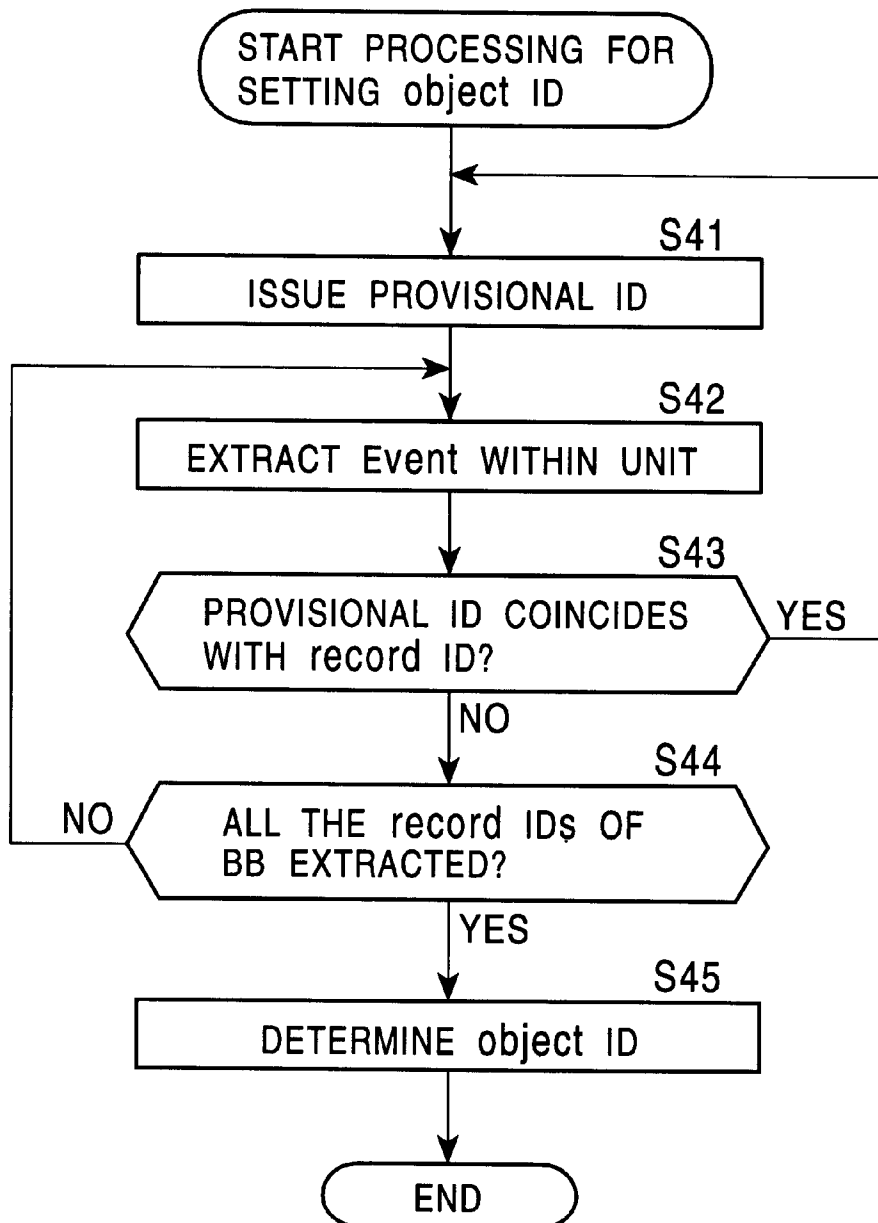 START PROCESSING FOR
SETTING object ID
S41
ISSUE PROVISIONAL ID
S42
EXTRACT Event WITHIN UNIT
S43
PROVISIONAL ID COINCIDES
WITH record ID?
YES
NO
S44
NO
ALL THE record IDs OF
BB EXTRACTED?
YES
S45
DETERMINE object ID
END